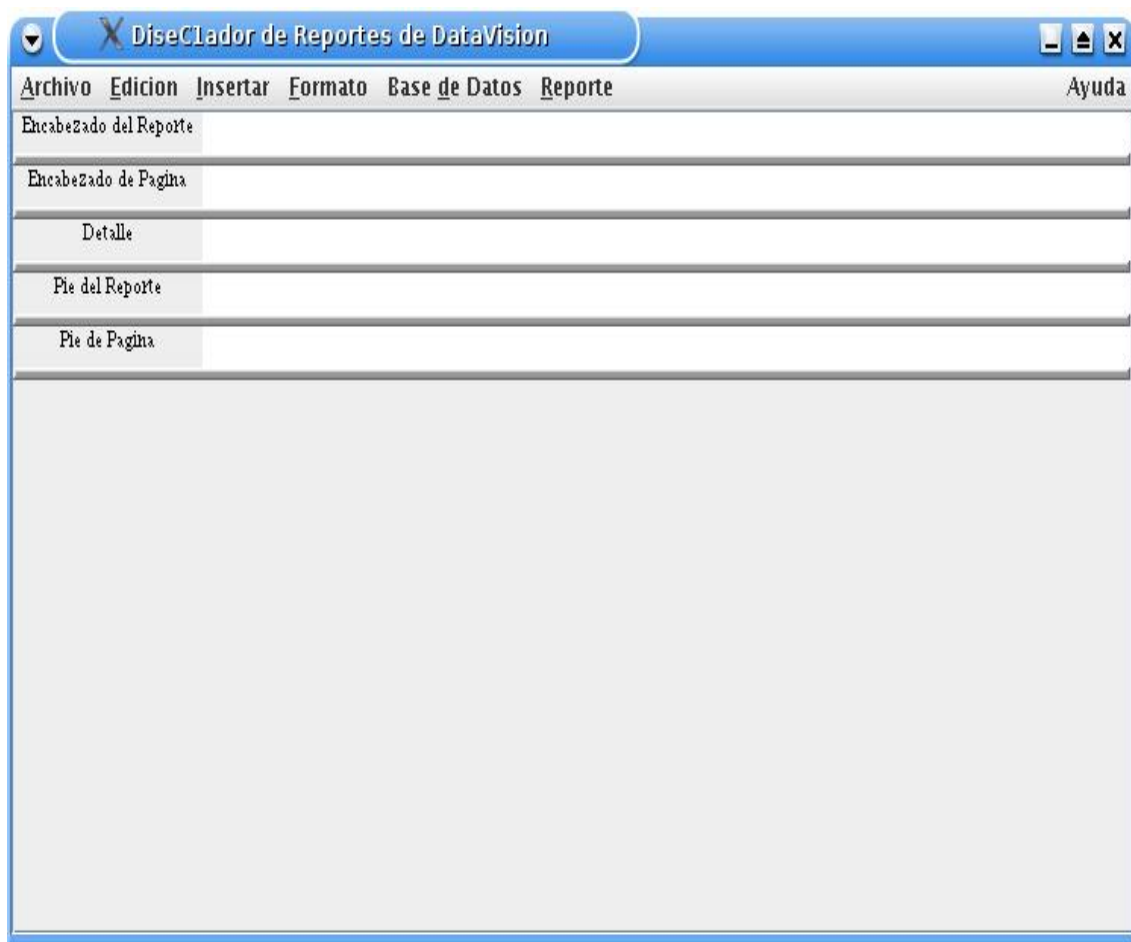 DiseC1ador de Reportes de DataVision
Archivo Edicion Insertar Formato Base de Datos Reporte Ayuda
Encabezado del Reporte
Encabezado de Pagina
Detalle
Pie del Reporte
Pie de Pagina